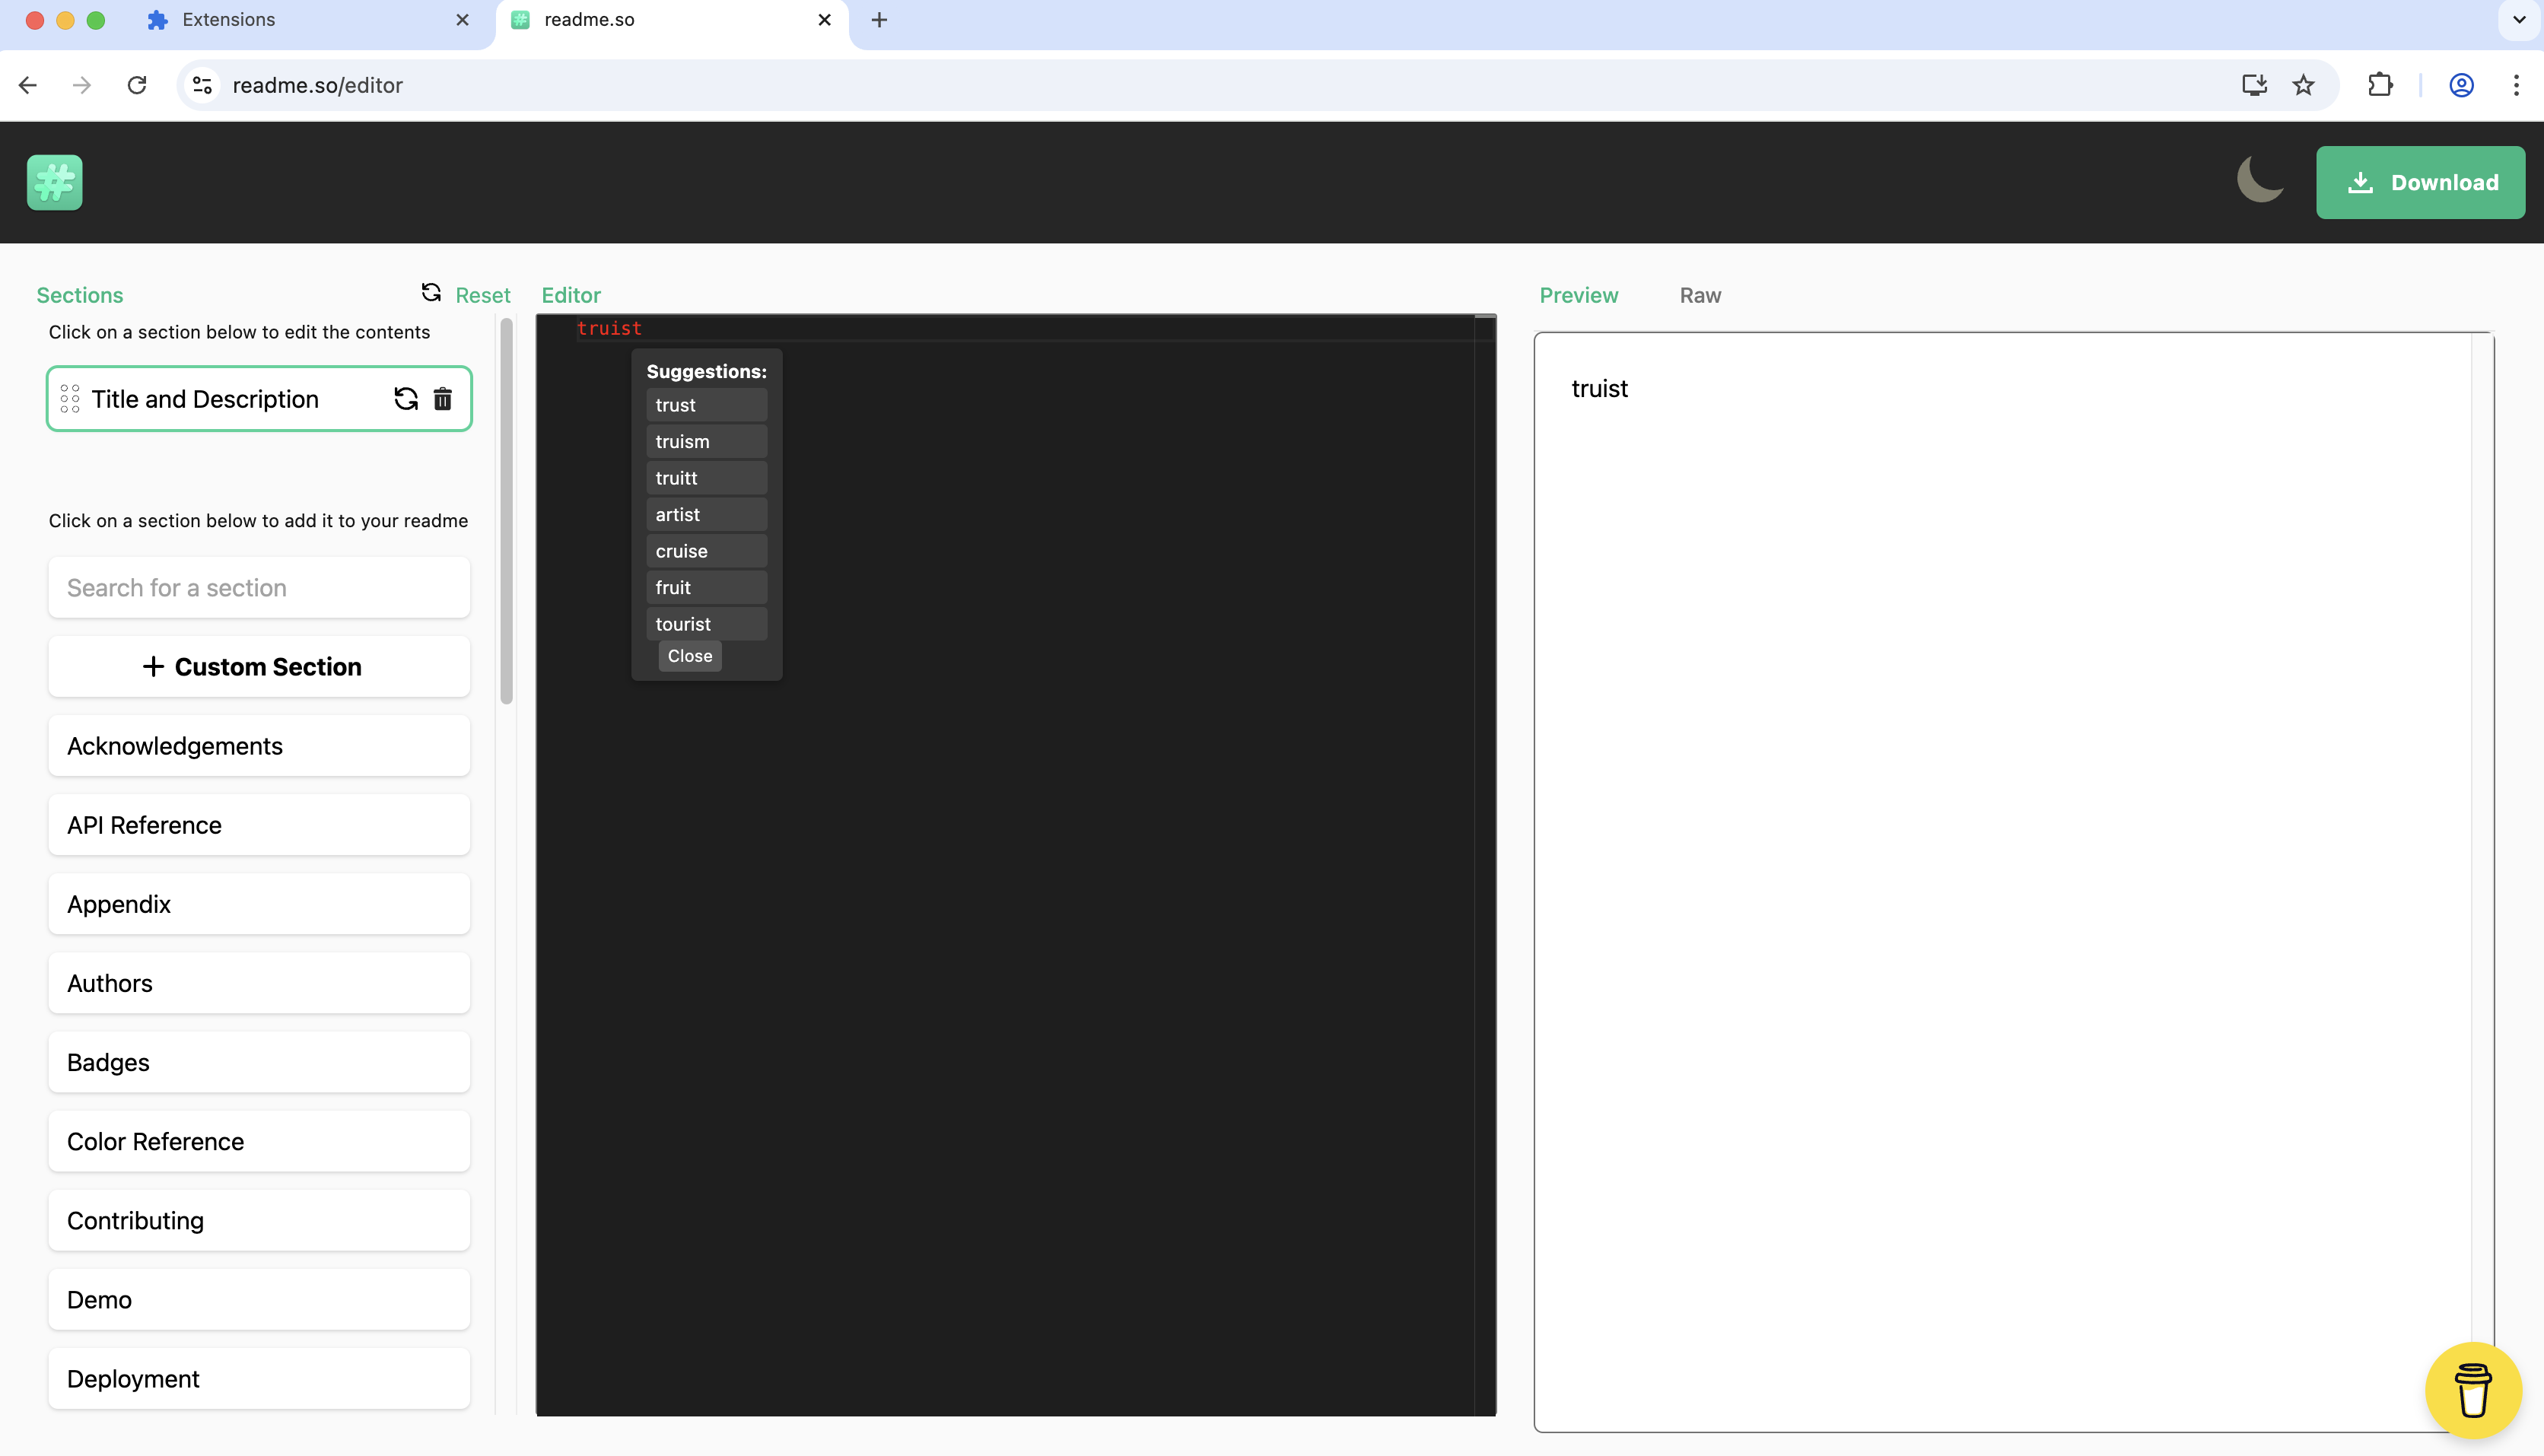 Extensions
readme.so
readme.so/editor
Download
Sections
Reset
Click on a section below to edit the contents
Title and Description
Click on a section below to add it to your readme
Search for a section
+ Custom Section
Acknowledgements
API Reference
Appendix
Authors
Badges
Color Reference
Contributing
Demo
Deployment
Editor
truist
Suggestions:
trust
truism
truitt
artist
cruise
fruit
tourist
Close
Preview Raw
truist